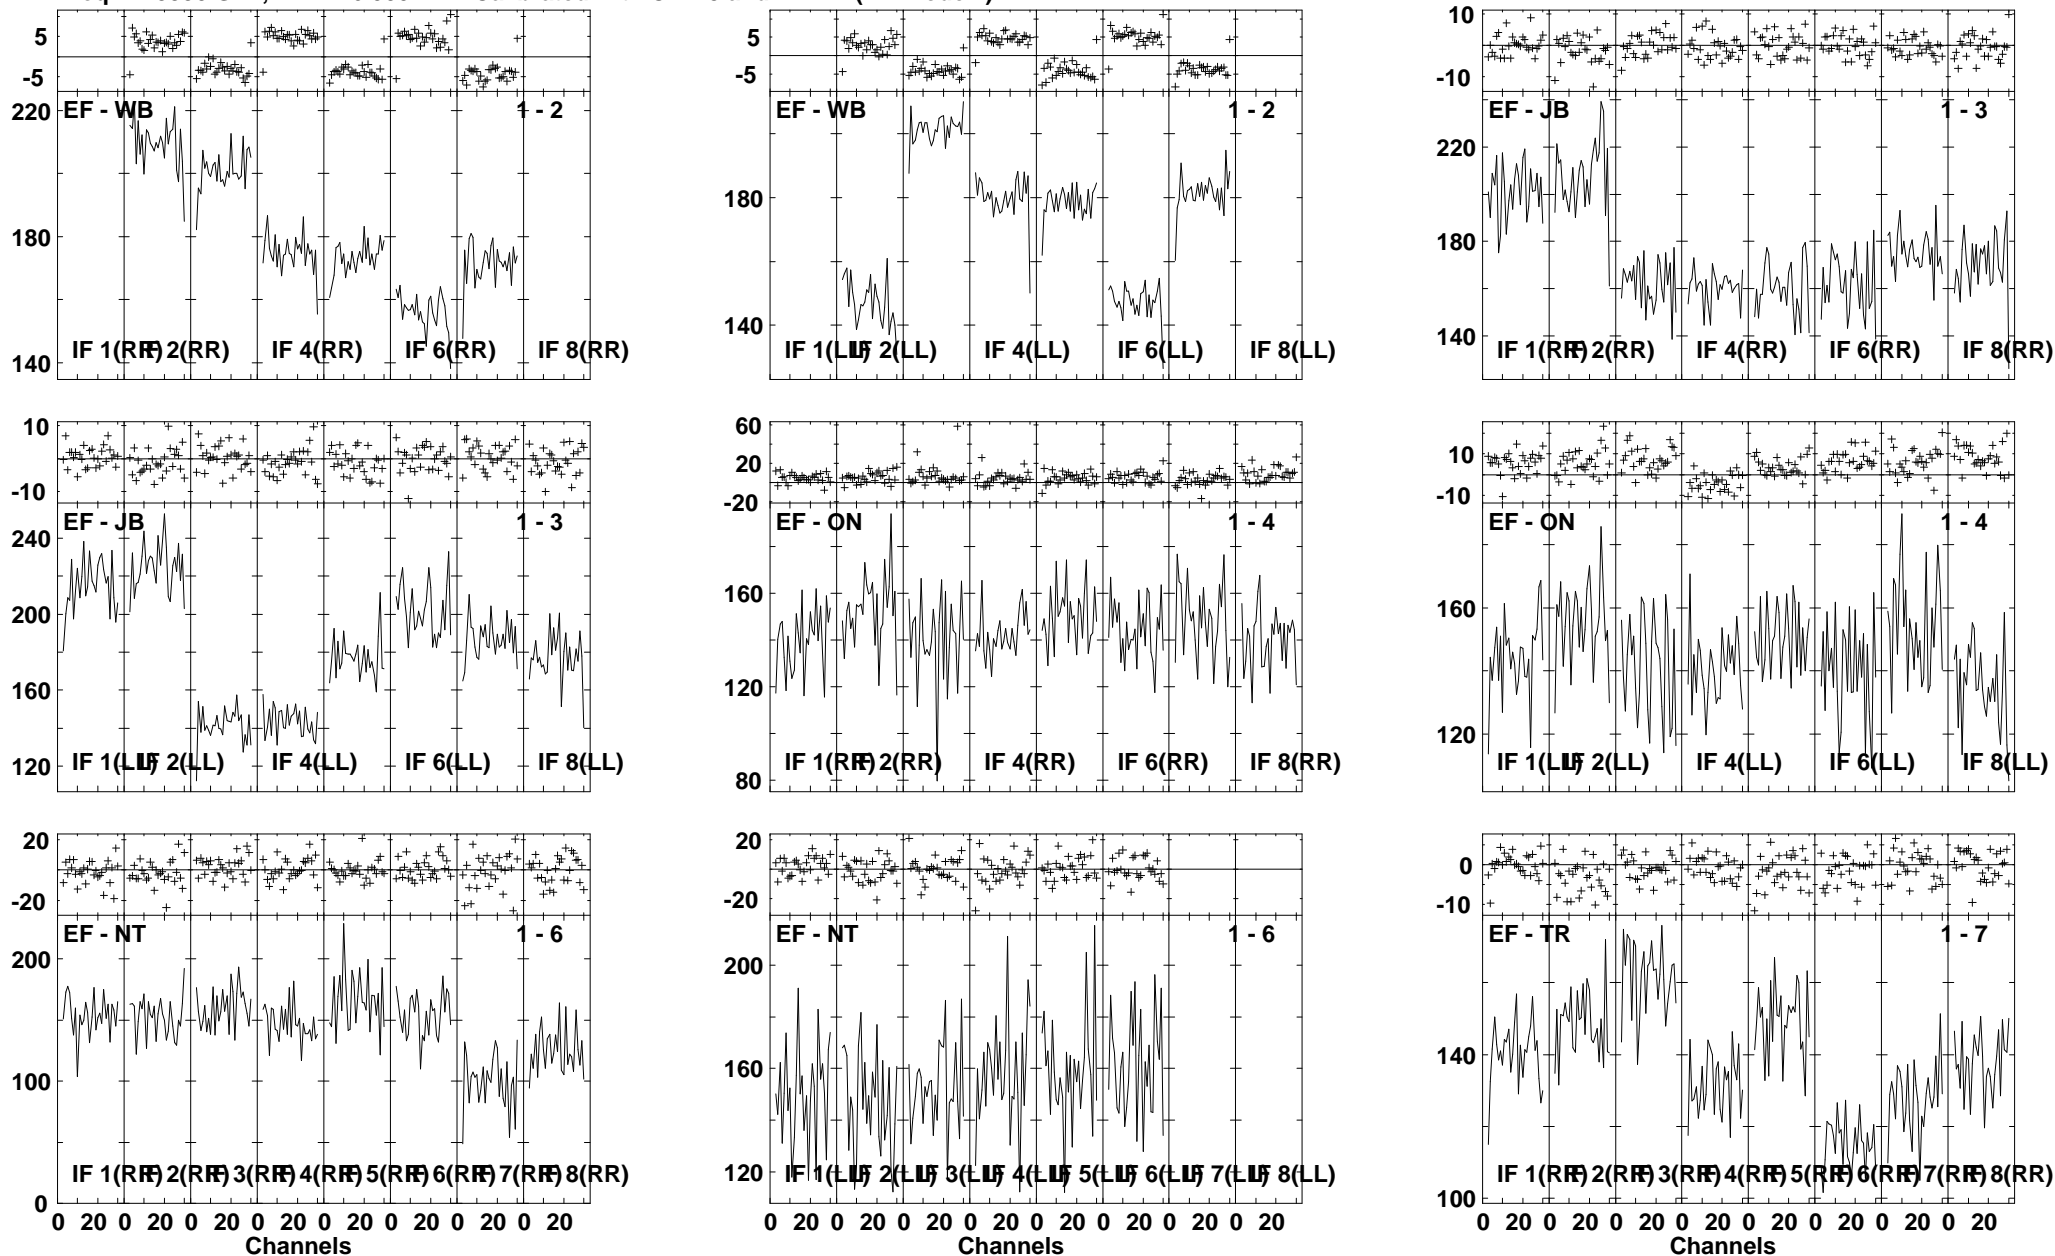 5
-5
220
180
140
EF - WB
1 - 2
IF 1(RR) IF 2(RR) IF 4(RR) IF 6(RR) IF 8(RR)
5
-5
180
140
EF - WB
1 - 2
IF 1(LL) IF 2(LL) IF 4(LL) IF 6(LL) IF 8(LL)
10
-10
220
180
140
EF - JB
1 - 3
IF 1(RR) IF 2(RR) IF 4(RR) IF 6(RR) IF 8(RR)
10
-10
240
200
160
120
EF - JB
1 - 3
IF 1(LL) IF 2(LL) IF 4(LL) IF 6(LL) IF 8(LL)
60
20
-20
160
120
80
EF - ON
1 - 4
IF 1(RR) IF 2(RR) IF 4(RR) IF 6(RR) IF 8(RR)
10
-10
160
120
EF - ON
1 - 4
IF 1(LL) IF 2(LL) IF 4(LL) IF 6(LL) IF 8(LL)
20
-20
200
100
0
EF - NT
1 - 6
IF 1(RR) IF 2(RR) IF 3(RR) IF 4(RR) IF 5(RR) IF 6(RR) IF 7(RR) IF 8(RR)
0 20 0 20 0 20 0 20 0 20 0 20 0 20 0 20
Channels
20
-20
200
160
120
EF - NT
1 - 6
IF 1(LL) IF 2(LL) IF 3(LL) IF 4(LL) IF 5(LL) IF 6(LL) IF 7(LL) IF 8(LL)
0 20 0 20 0 20 0 20 0 20 0 20 0 20 0 20
Channels
0
-10
140
100
EF - TR
1 - 7
IF 1(RR) IF 2(RR) IF 3(RR) IF 4(RR) IF 5(RR) IF 6(RR) IF 7(RR) IF 8(RR)
0 20 0 20 0 20 0 20 0 20 0 20 0 20 0 20
Channels